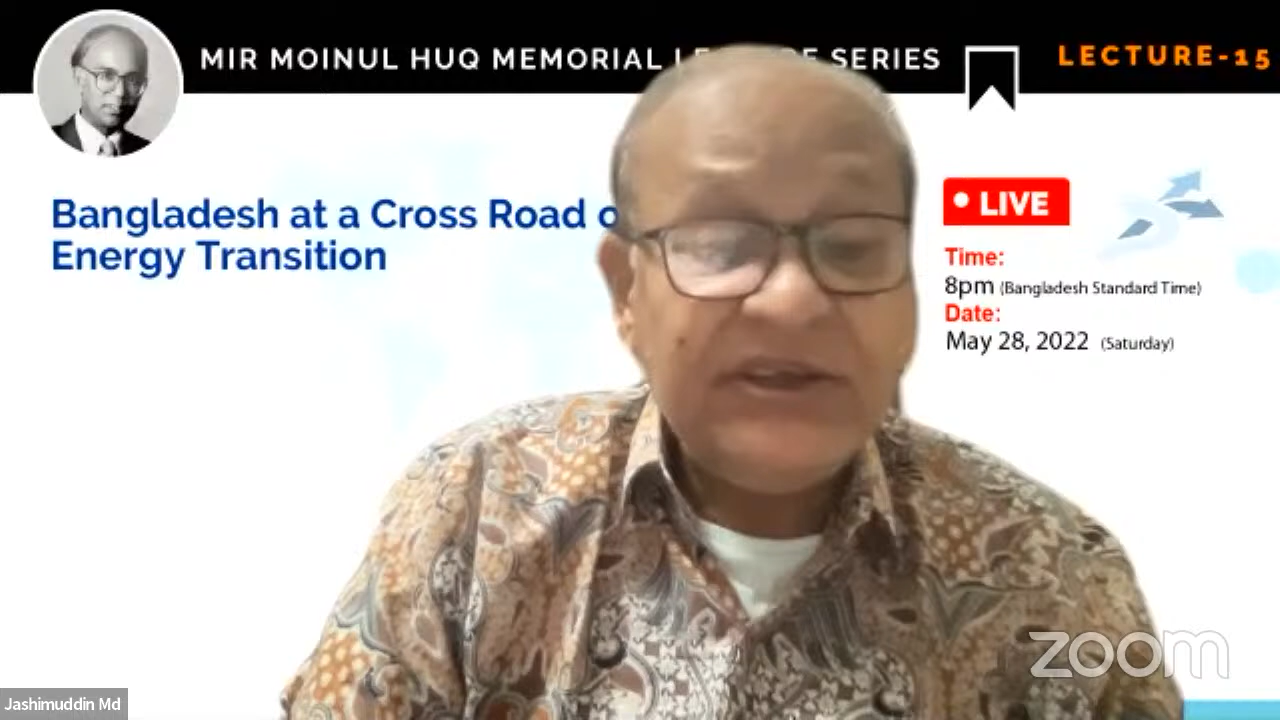 MIR MOINUL HUQ MEMORIAL SERIES
LECTURE-15
Bangladesh at a Cross Road
Energy Transition
LIVE
Time:
8pm (Bangladesh Standard Time)
Date:
May 28, 2022 (Saturday)
zoom
Jashimuddin Md